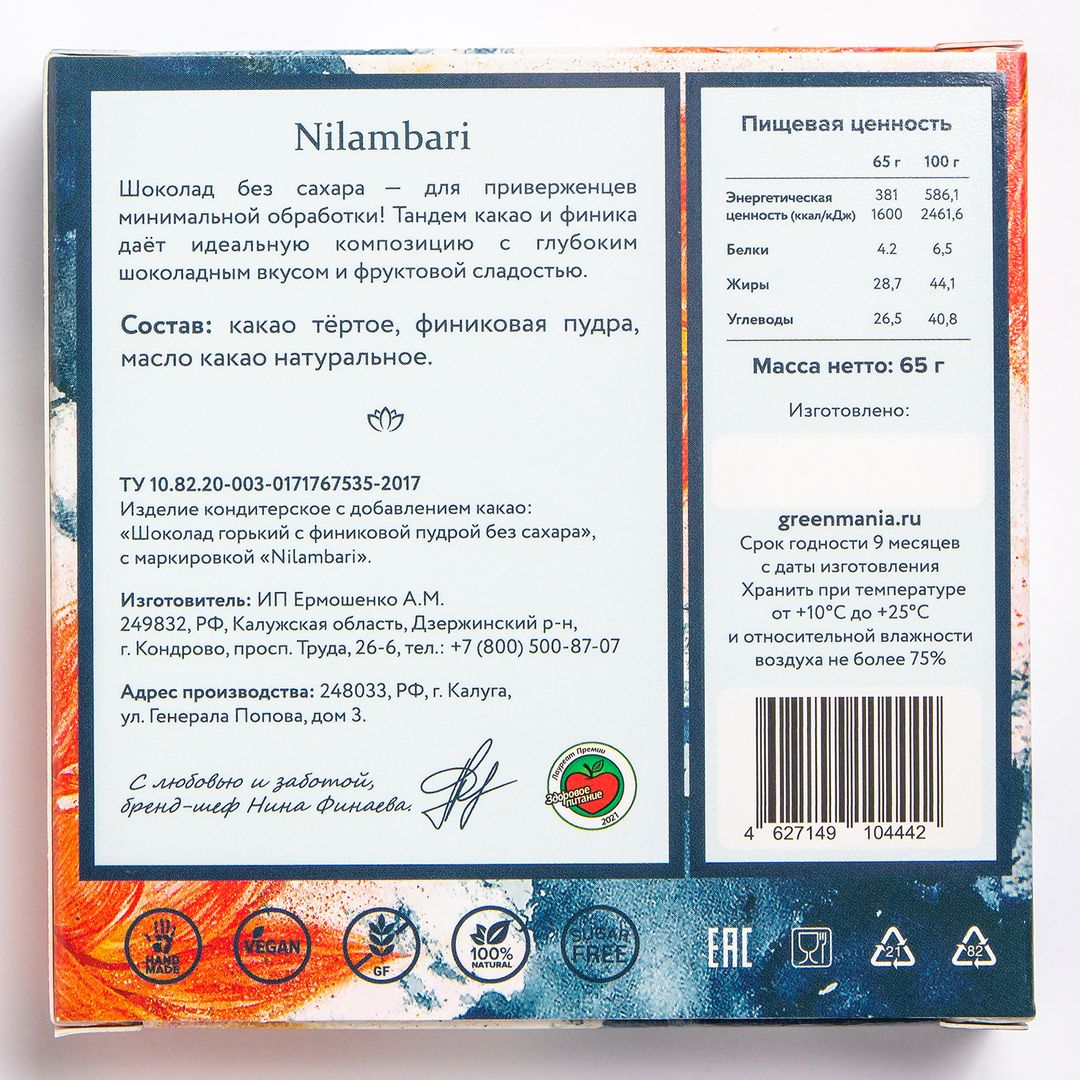 Nilambari
Шоколад без сахара — для приверженцев
минимальной обработки! Тандем какао и финика
даёт идеальную композицию с глубоким
шоколадным вкусом и фруктовой сладостью.
Состав: какао тёртое, финиковая пудра,
масло какао натуральное.
ТУ 10.82.20-003-0171767535-2017
Изделие кондитерское с добавлением какао:
«Шоколад горький с финиковой пудрой без сахара»,
с маркировкой «Nilambari».
Изготовитель: ИП Ермошенко А.М.
249832, РФ, Калужская область, Дзержинский р-н,
г. Кондрово, просп. Труда, 26-6, тел.: +7 (800) 500-87-07
Адрес производства: 248033, РФ, г. Калуга,
ул. Генерала Попова, дом 3.
С любовью и заботой,
бренд-шеф Нина Финаева.
Лауреат Премии
Здоровое
питание
2021
Пищевая ценность
65 г 100 г
Энергетическая 381 586,1
ценность (ккал/кДж) 1600 2461,6
Белки 4.2 6,5
Жиры 28,7 44,1
Углеводы 26,5 40,8
Масса нетто: 65 г
Изготовлено:
greenmania.ru
Срок годности 9 месяцев
с даты изготовления
Хранить при температуре
от +10°С до +25°С
и относительной влажности
воздуха не более 75%
4 627149 104442
HAND
MADE
VEGAN
GF
100%
NATURAL
SUGAR
FREE
EAC
21
82